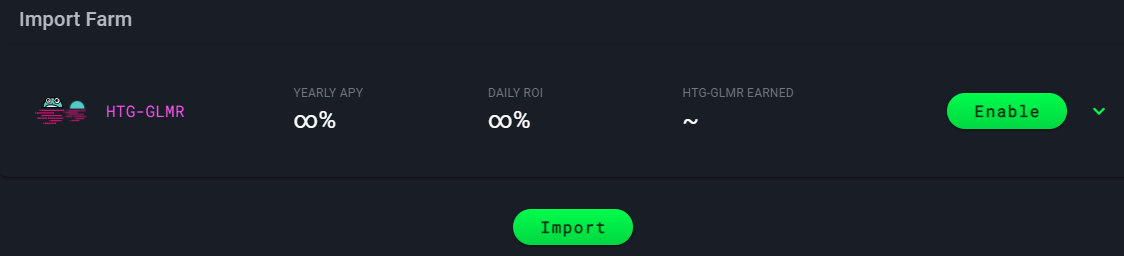 Import Farm
YEARLY APY
DAILY ROI
HTG-GLMR EARNED
HTG-GLMR
∞%
∞%
~
Enable
Import